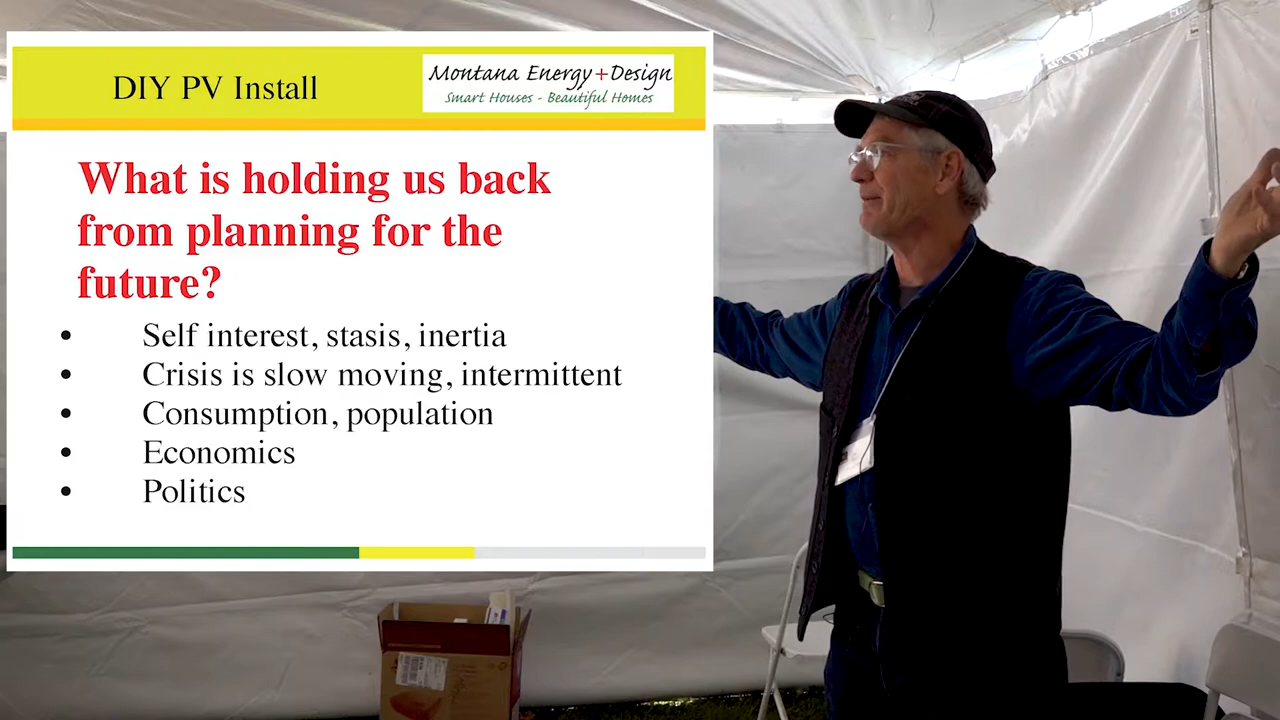 DIY PV Install
Montana Energy+Design
Smart Houses - Beautiful Homes
What is holding us back
from planning for the
future?
• Self interest, stasis, inertia
• Crisis is slow moving, intermittent
• Consumption, population
• Economics
• Politics